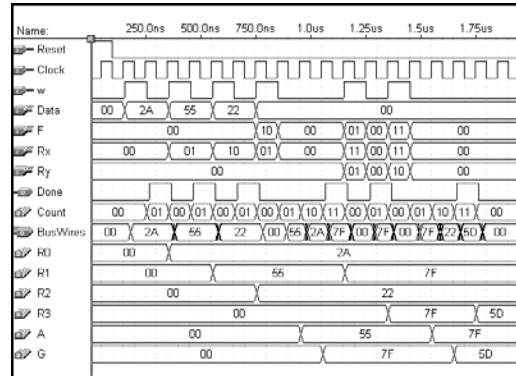 Name: 250.0ns 500.0ns 750.0ns 1.0us 1.25us 1.5us 1.75us
Reset
Clock
w
Data 00 2A 55 22 00
F 00 10 00 01 00 11 00
Rx 00 01 10 01 00 11 00 11 00
Ry 00 01 00 10 00
Done
Count 00 01 00 01 00 01 00 01 10 11 00 01 00 01 10 11 00
BusWires 00 2A 55 22 00 55 2A 7F 00 7F 00 7F 22 5D 00
R0 00 2A
R1 00 55 7F
R2 00 22
R3 00 7F 5D
A 00 55 7F
G 00 7F 5D